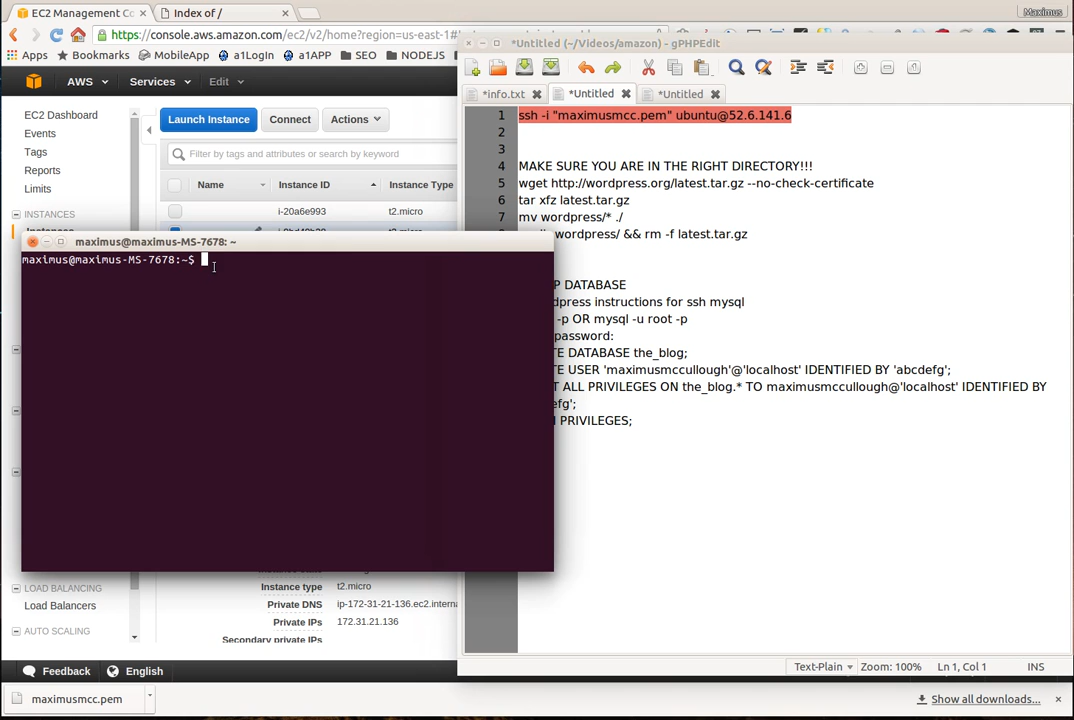 EC2 Management Co
Index of /
Maximus
https://console.aws.amazon.com/ec2/v2/home?region=us-east-1#
Apps
Bookmarks
MobileApp
a1LogIn
a1APP
SEO
NODEJS
AWS
Services
Edit
EC2 Dashboard
Events
Tags
Reports
Limits
INSTANCES
Instances
Launch Instance
Connect
Actions
Filter by tags and attributes or search by keyword
Name
Instance ID
Instance Type
i-20a6e993
t2.micro
maximus@maximus-MS-7678: ~
maximus@maximus-MS-7678:~$
Instance type
t2.micro
Private DNS
ip-172-31-21-136.ec2.intern
Private IPs
172.31.21.136
Secondary private IPs
LOAD BALANCING
Load Balancers
AUTO SCALING
Feedback
English
maximusmcc.pem
Show all downloads...
*Untitled (~/Videos/amazon) - gPHPEdit
*info.txt
*Untitled
*Untitled
1 ssh -i "maximusmcc.pem" ubuntu@52.6.141.6
2
3
4 MAKE SURE YOU ARE IN THE RIGHT DIRECTORY!!!
5 wget http://wordpress.org/latest.tar.gz --no-check-certificate
6 tar xfz latest.tar.gz
7 mv wordpress/* ./
wordpress/ && rm -f latest.tar.gz
P DATABASE
dpress instructions for ssh mysql
-p OR mysql -u root -p
password:
TE DATABASE the_blog;
TE USER 'maximusmccullough'@'localhost' IDENTIFIED BY 'abcdefg';
T ALL PRIVILEGES ON the_blog.* TO maximusmccullough@'localhost' IDENTIFIED BY
efg';
PRIVILEGES;
Text-Plain
Zoom: 100%
Ln 1, Col 1
INS